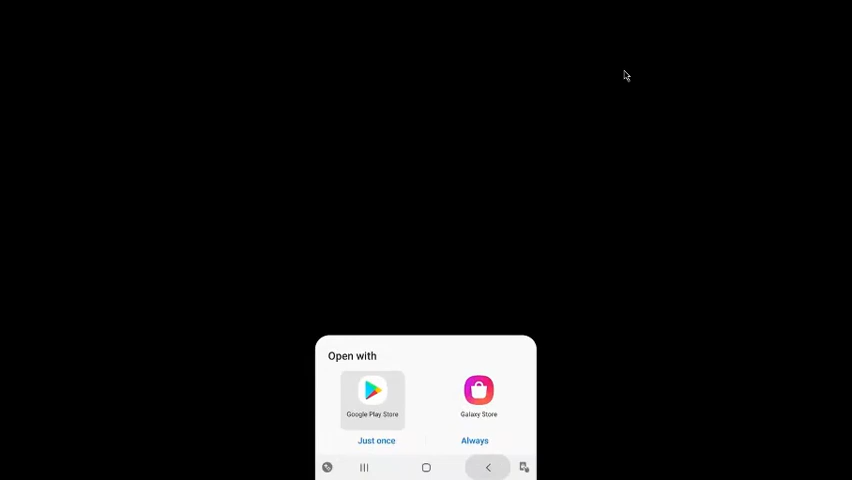 Open with
Google Play Store
Galaxy Store
Just once
Always